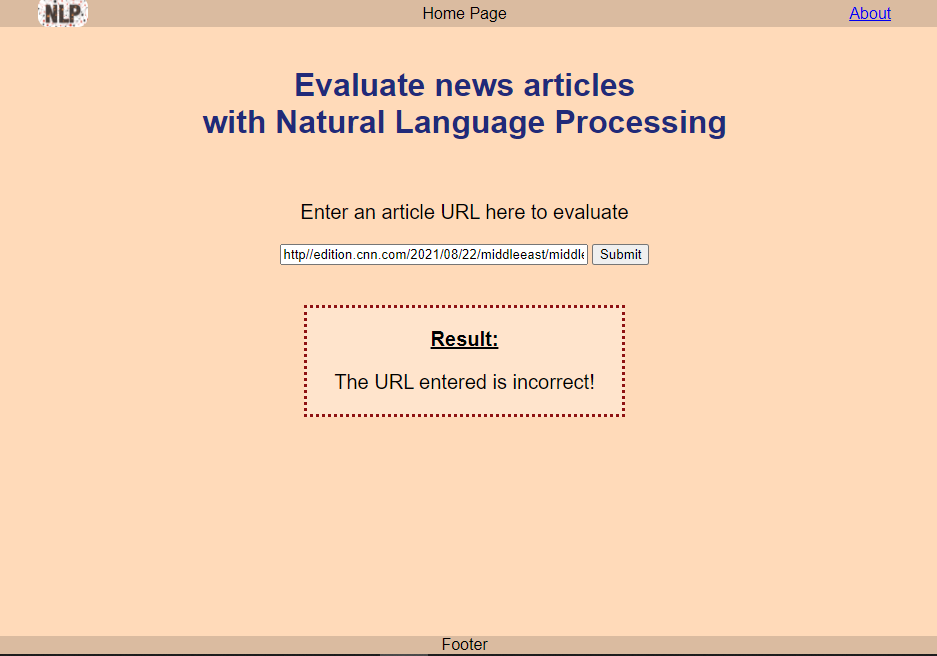 NLP
Home Page
About
Evaluate news articles
with Natural Language Processing
Enter an article URL here to evaluate
http//edition.cnn.com/2021/08/22/middleeast/middle
Submit
Result:
The URL entered is incorrect!
Footer